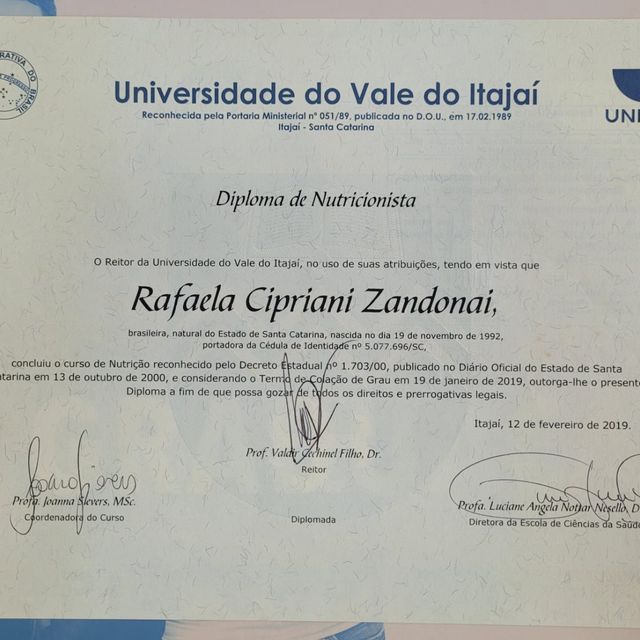 Universidade do Vale do Itajaí
Reconhecida pela Portaria Ministerial nº 051/89, publicada no D.O.U., em 17.02.1989
Itajaí - Santa Catarina
UNI
Diploma de Nutricionista
O Reitor da Universidade do Vale do Itajaí, no uso de suas atribuições, tendo em vista que
Rafaela Cipriani Zandonai,
brasileira, natural do Estado de Santa Catarina, nascida no dia 19 de novembro de 1992,
portadora da Cédula de Identidade nº 5.077.696/SC,
concluiu o curso de Nutrição reconhecido pelo Decreto Estadual nº 1.703/00, publicado no Diário Oficial do Estado de Santa
atarina em 13 de outubro de 2000, e considerando o Termo de Colação de Grau em 19 de janeiro de 2019, outorga-lhe o presente
Diploma a fim de que possa gozar de todos os direitos e prerrogativas legais.
Itajaí, 12 de fevereiro de 2019.
Prof. Valdir Cechinel Filho, Dr.
Reitor
Profa. Joanna Sievers, MSc.
Coordenadora do Curso
Diplomada
Profa. Luciane Angela Nottar Nesello, D
Diretora da Escola de Ciências da Saúde